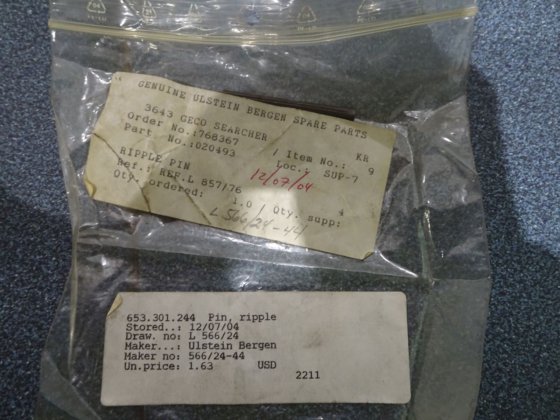 GENUINE ULSTEIN BERGEN SPARE PARTS
3643 GECO SEARCHER KR
Order No.:768367 / Item No.: 9
Part. No.:020493 Loc.: SUP-7
RIPPLE PIN 12/07/04
Ref.: REP.L 857/76
Qty. ordered: 1.0 / Qty. supp:
L566/24-44
653.301.244 Pin, ripple
Stored..: 12/07/04
Draw. no: L 566/24
Maker...: Ulstein Bergen
Maker no: 566/24-44
Un.price: 1.63 USD
2211